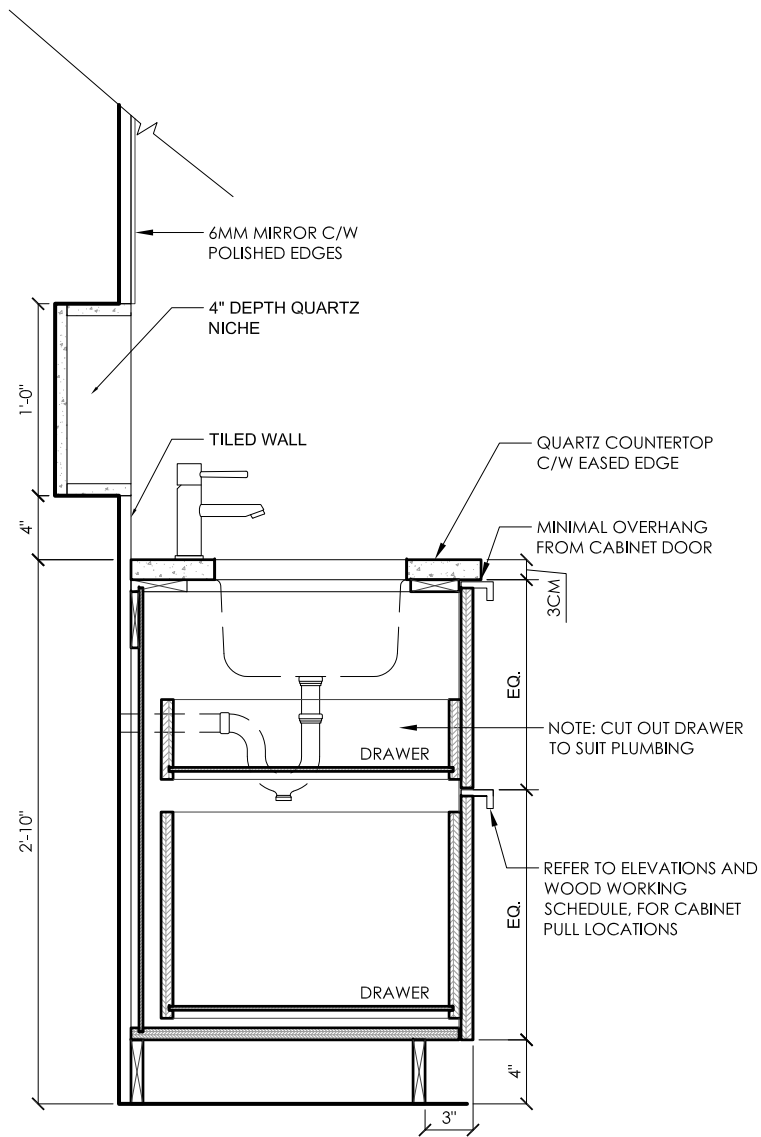 6MM MIRROR C/W
POLISHED EDGES
4" DEPTH QUARTZ
NICHE
1'-0"
TILED WALL
QUARTZ COUNTERTOP
C/W EASED EDGE
4"
MINIMAL OVERHANG
FROM CABINET DOOR
3CM
EQ.
NOTE: CUT OUT DRAWER
TO SUIT PLUMBING
DRAWER
2'-10"
REFER TO ELEVATIONS AND
WOOD WORKING
SCHEDULE, FOR CABINET
PULL LOCATIONS
EQ.
DRAWER
4"
3"